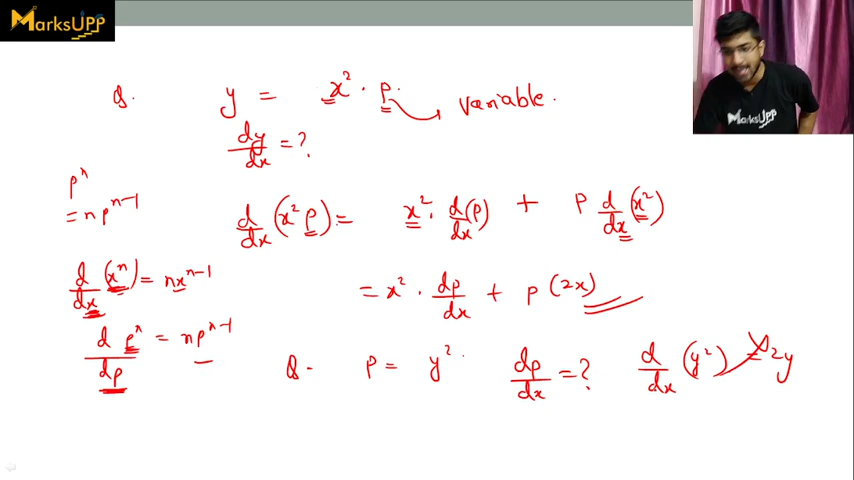 MarksUPP
MarksUPP
Q. y = x² · p. → variable.
dy/dx = ?
pⁿ
= npⁿ⁻¹
d/dx (x² p) = x² · d/dx (p) + p d/dx (x²)
d/dx (xⁿ) = nxⁿ⁻¹
= x² · dp/dx + p (2x)
d pⁿ/dp = npⁿ⁻¹
Q - p = y² · dp/dx = ? d/dx (y²) = 2y